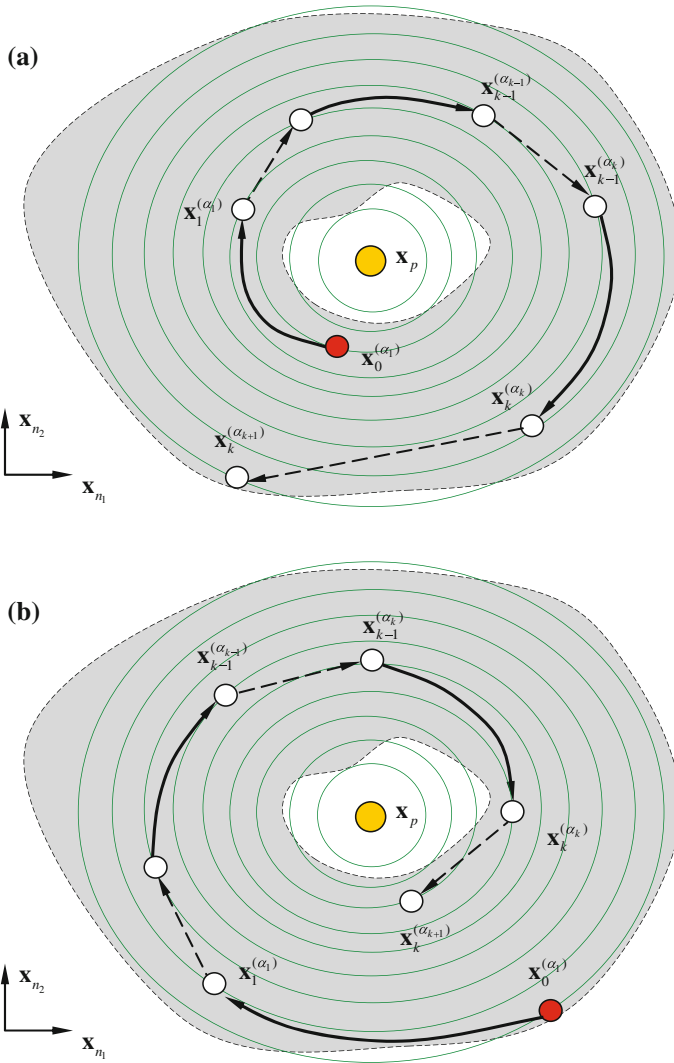 (a)
x_{k-1}^{(α_{k-1})}
x_{k-1}^{(α_k)}
x_1^{(α_1)}
x_p
x_0^{(α_1)}
x_k^{(α_k)}
x_{n_2}
x_k^{(α_{k+1})}
x_{n_1}
(b)
x_{k-1}^{(α_k)}
x_{k-1}^{(α_{k-1})}
x_p
x_k^{(α_k)}
x_k^{(α_{k+1})}
x_1^{(α_1)}
x_0^{(α_1)}
x_{n_2}
x_{n_1}